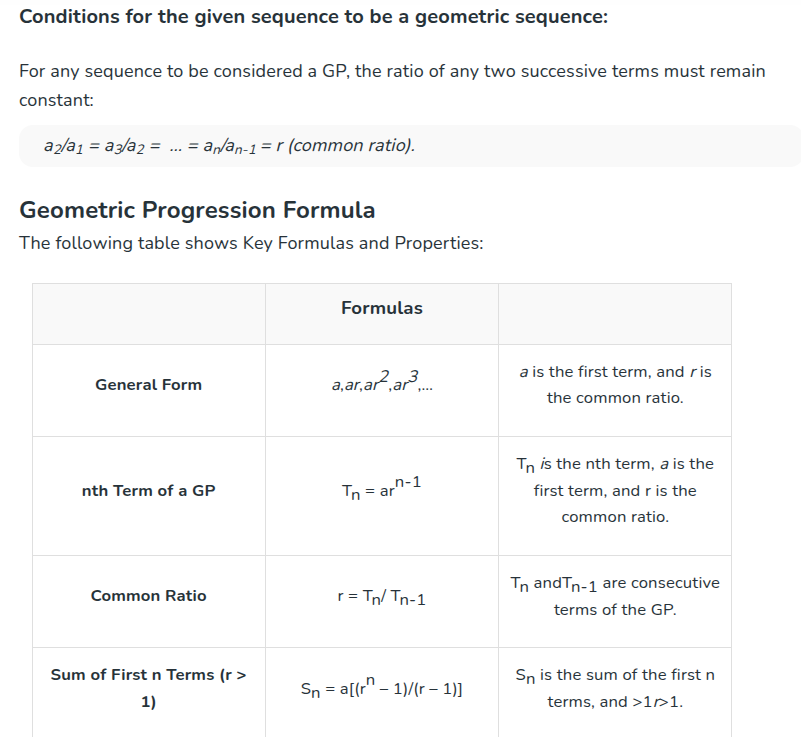 Conditions for the given sequence to be a geometric sequence:
For any sequence to be considered a GP, the ratio of any two successive terms must remain
constant:
a₂/a₁ = a₃/a₂ = ... = aₙ/aₙ₋₁ = r (common ratio).
Geometric Progression Formula
The following table shows Key Formulas and Properties:
Formulas
General Form
a,ar,ar²,ar³,...
a is the first term, and r is
the common ratio.
nth Term of a GP
Tₙ = arⁿ⁻¹
Tₙ is the nth term, a is the
first term, and r is the
common ratio.
Common Ratio
r = Tₙ/ Tₙ₋₁
Tₙ andTₙ₋₁ are consecutive
terms of the GP.
Sum of First n Terms (r >
1)
Sₙ = a[(rⁿ – 1)/(r – 1)]
Sₙ is the sum of the first n
terms, and >1r>1.